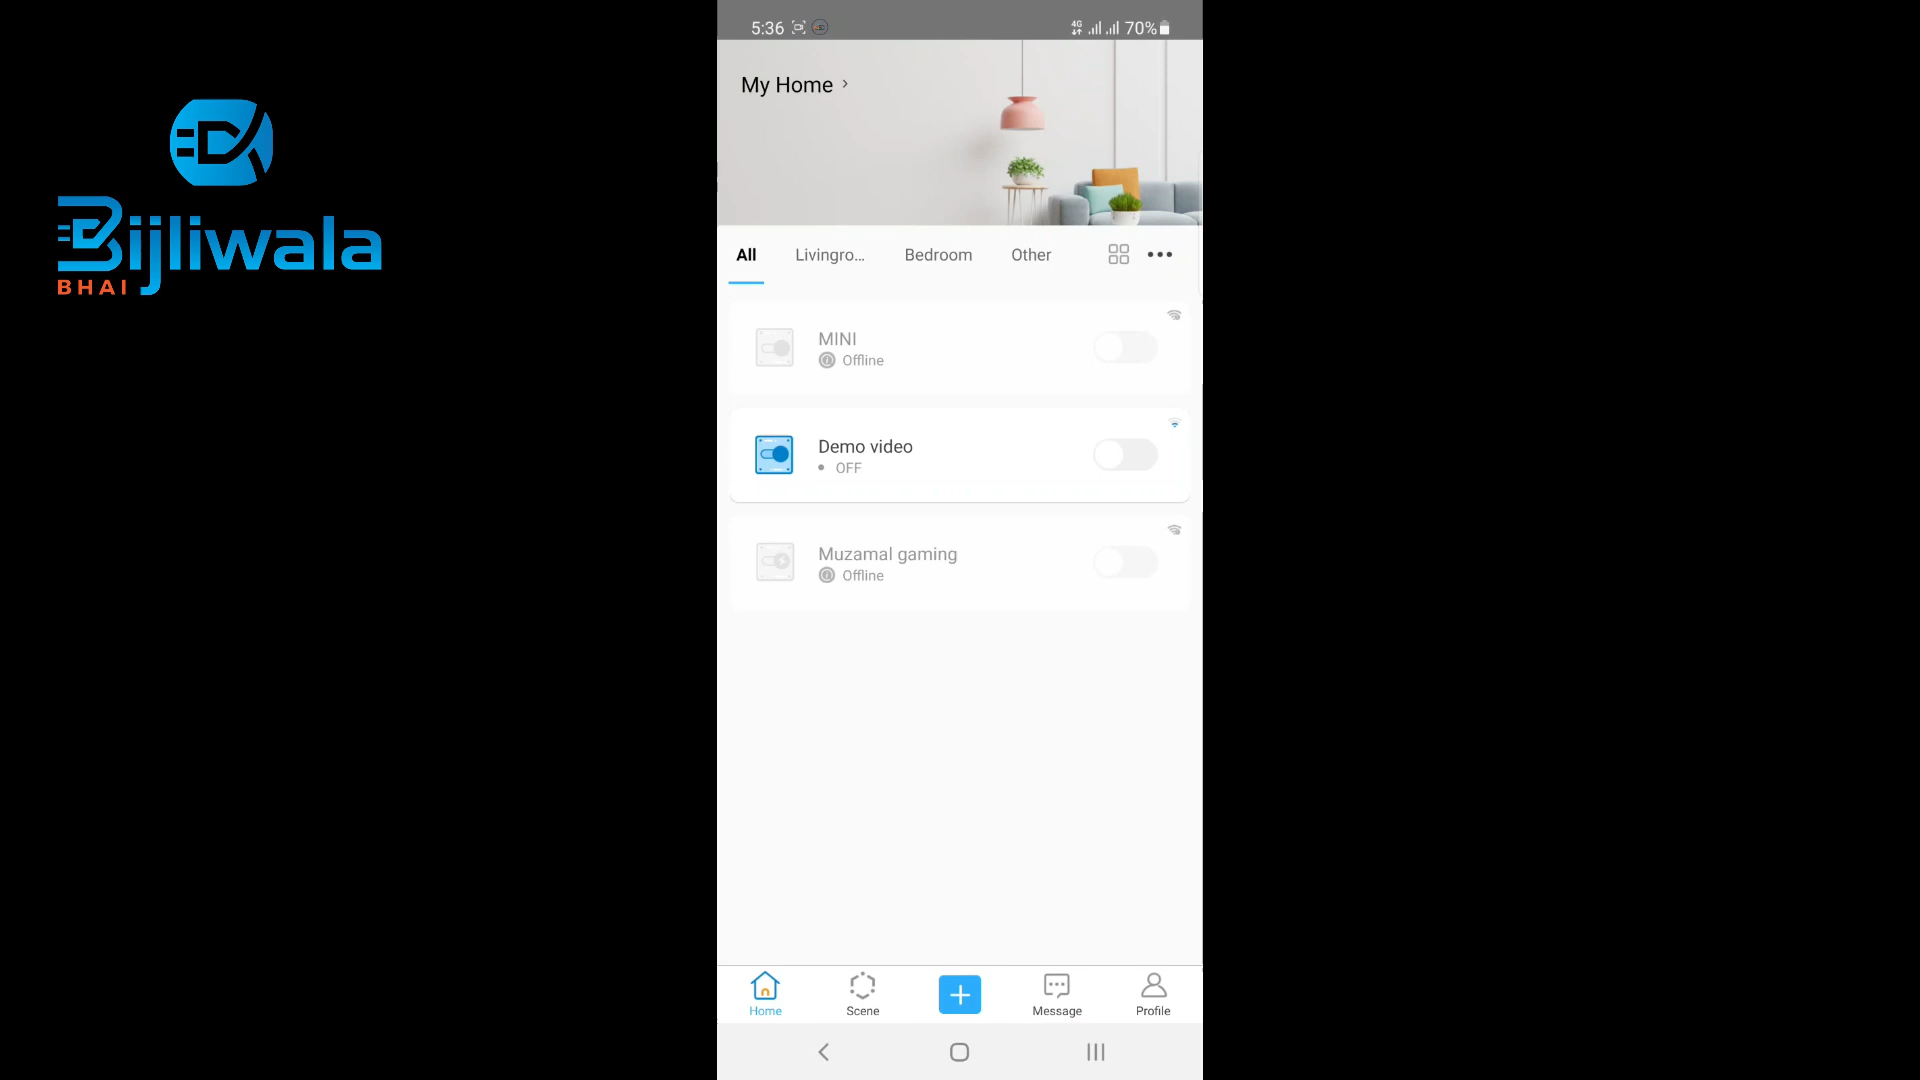 Bijliwala
BHAI
5:36 4G 70%
My Home
All Livingro... Bedroom Other
MINI
Offline
Demo video
OFF
Muzamal gaming
Offline
Home Scene Message Profile